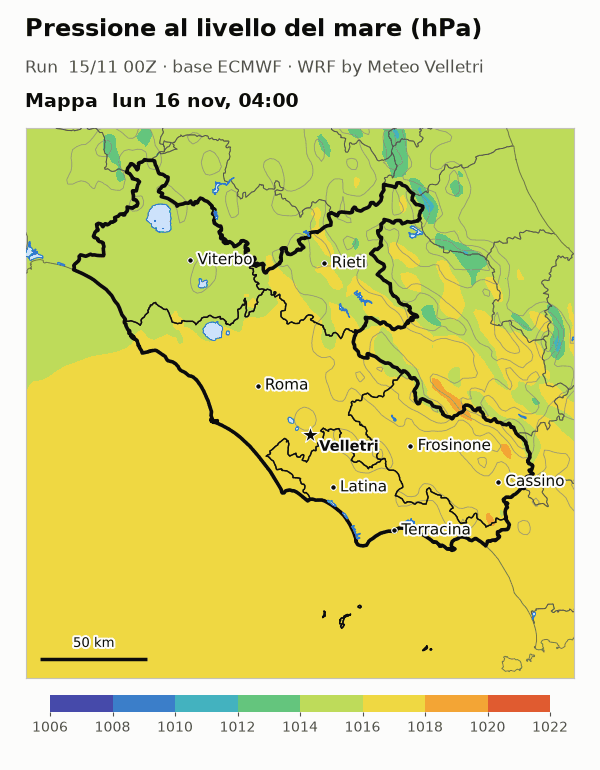 Pressione al livello del mare (hPa)
Run  15/11 00Z · base ECMWF · WRF by Meteo Velletri
Mappa  lun 16 nov, 04:00
Viterbo
Rieti
Roma
Velletri
Frosinone
Latina
Cassino
Terracina
50 km
1006 1008 1010 1012 1014 1016 1018 1020 1022